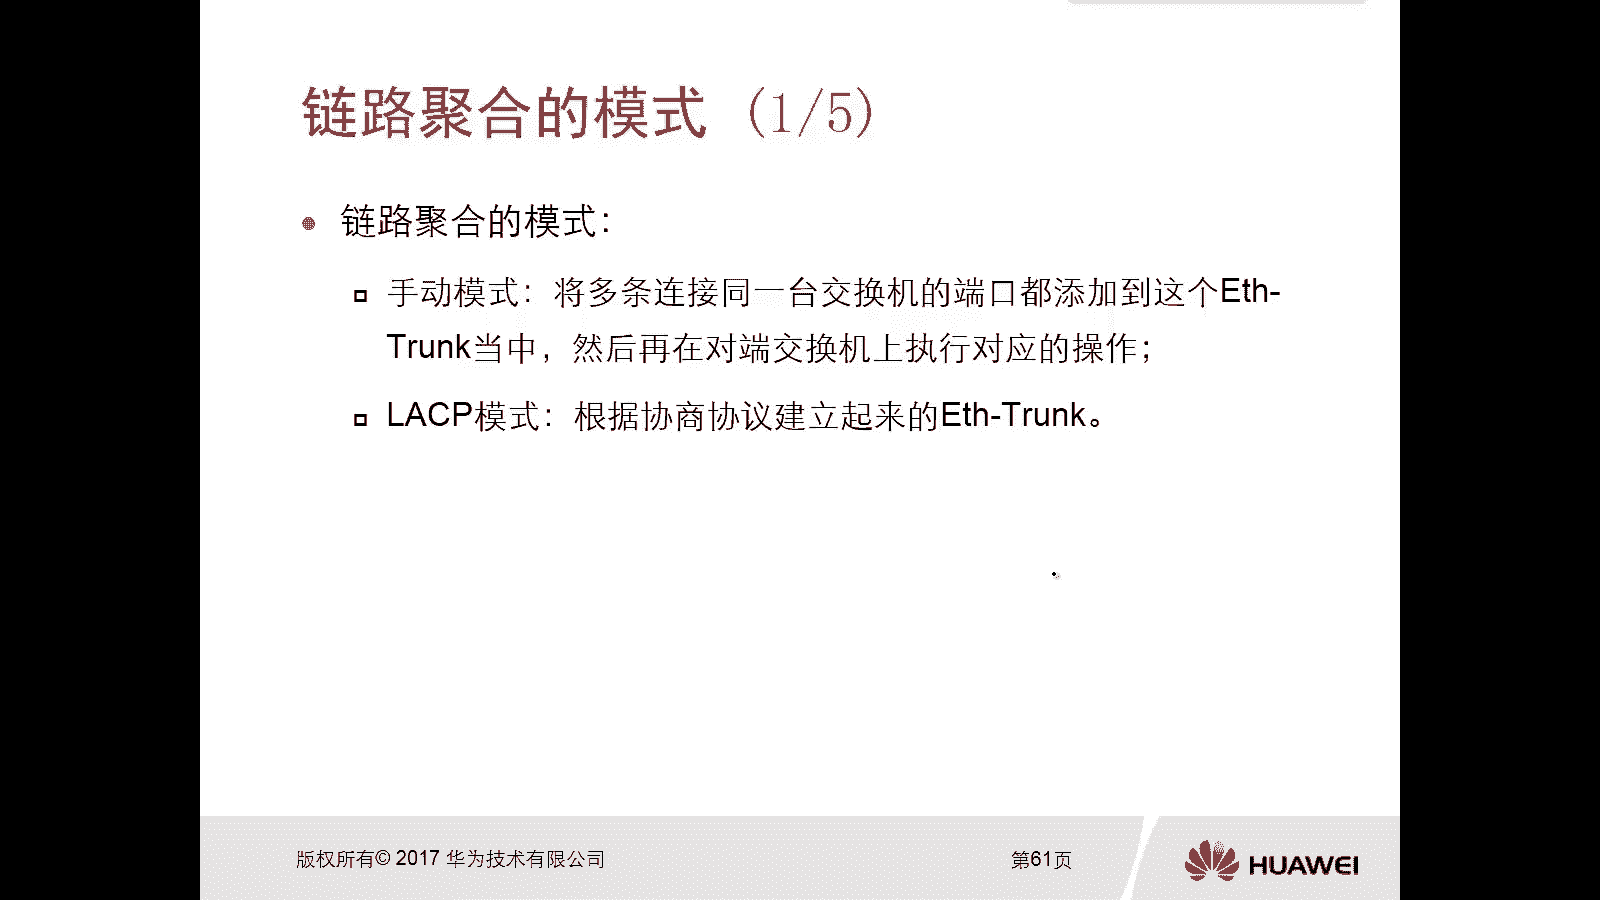 链路聚合的模式（1/5）
链路聚合的模式：
手动模式：将多条连接同一台交换机的端口都添加到这个Eth-
Trunk当中，然后再在对端交换机上执行对应的操作；
LACP模式：根据协商协议建立起来的Eth-Trunk。
版权所有© 2017 华为技术有限公司
第61页
HUAWEI